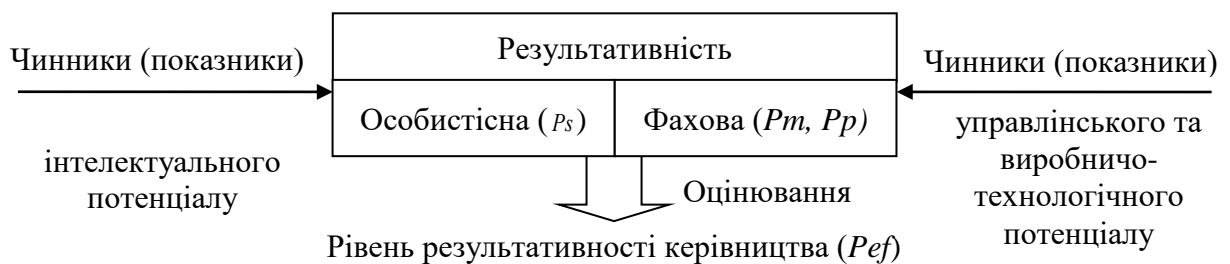 Результативність
Чинники (показники)
інтелектуального
потенціалу
Особистісна (Ps)
Фахова (Pm, Pp)
Чинники (показники)
управлінського та
виробничо-
технологічного
потенціалу
Оцінювання
Рівень результативності керівництва (Pef)